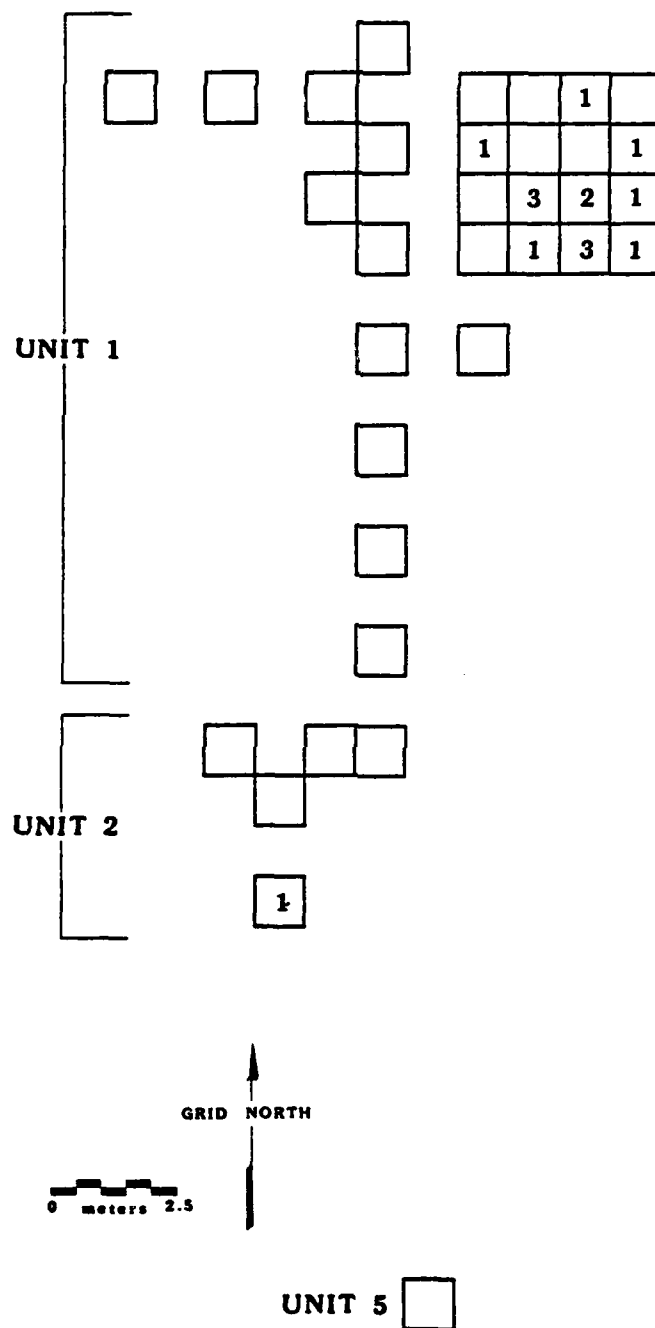 1
1 1
3 2 1
UNIT 1
1 3 1
UNIT 2
1
GRID NORTH
0 meters 2.5
UNIT 5